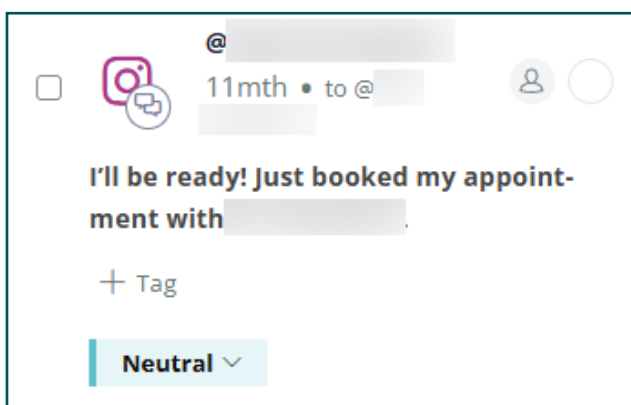 @
11mth • to @
I'll be ready! Just booked my appoint-
ment with .
+ Tag
Neutral